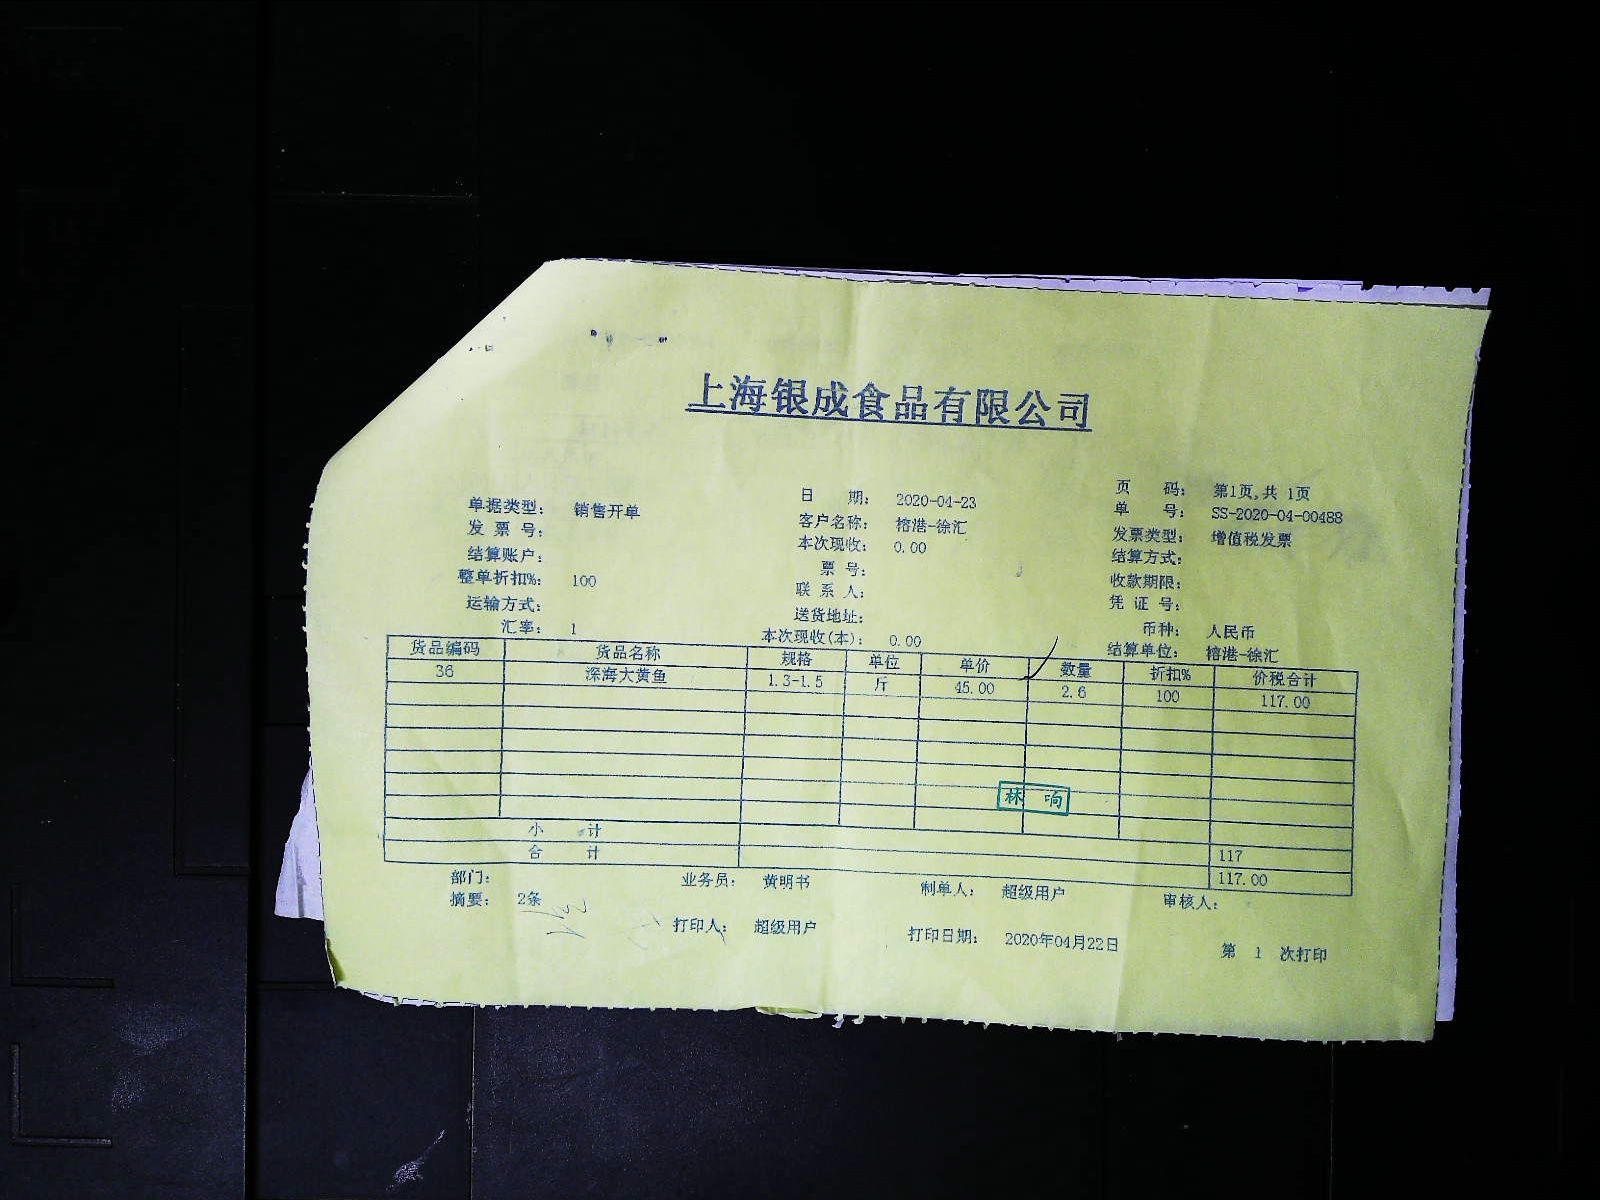 上海银成食品有限公司
单据类型： 销售开单 日 期： 2020-04-23 页 码： 第1页,共 1页
发 票 号： 客户名称： 榕港-徐汇 单 号： SS-2020-04-00488
结算账户： 本次现收： 0.00 发票类型： 增值税发票
整单折扣%： 100 票 号： 结算方式：
运输方式： 联 系 人： 收款期限：
汇率： 1 送货地址： 凭 证 号：
本次现收(本)： 0.00 币种： 人民币
结算单位： 榕港-徐汇
货品编码 货品名称 规格 单位 单价 数量 折扣% 价税合计
36 深海大黄鱼 1.3-1.5 斤 45.00 2.6 100 117.00
林 响
小 计 117
合 计 117.00
部门： 业务员： 黄明书 制单人： 超级用户 审核人：
摘要： 2条 打印人： 超级用户 打印日期： 2020年04月22日 第 1 次打印